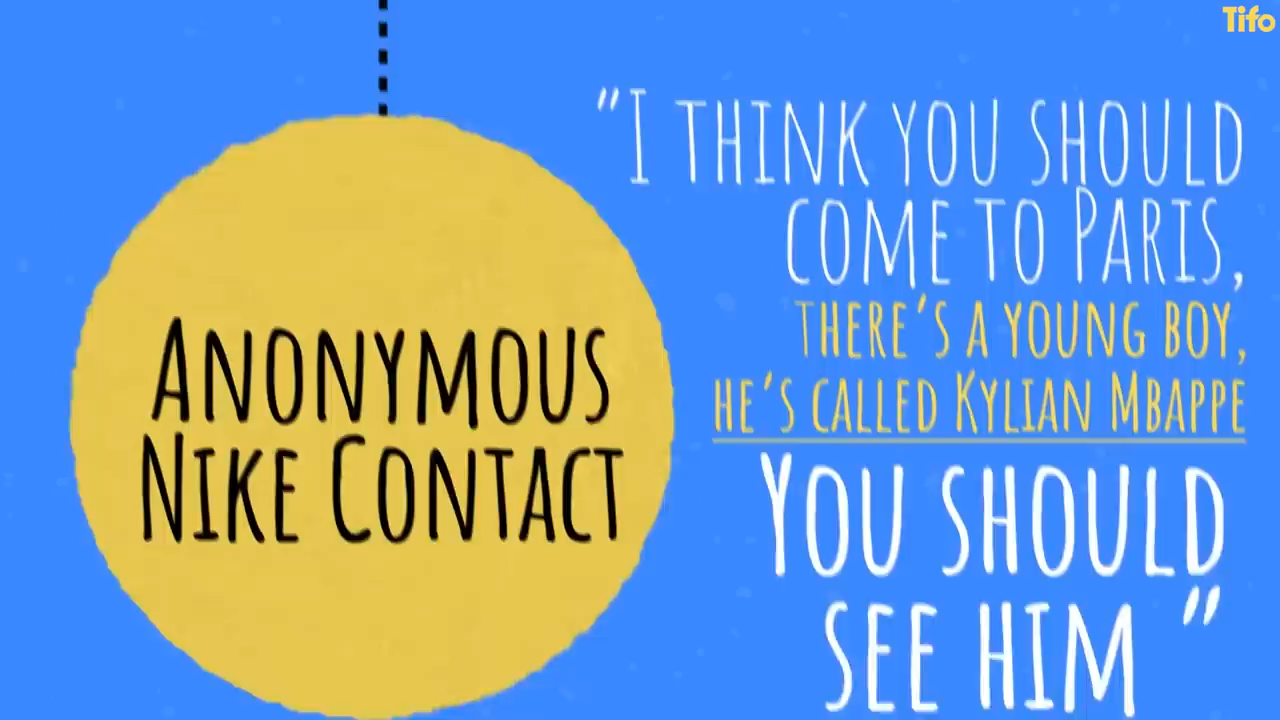 Tifo
Anonymous
Nike Contact
"I think you should
come to Paris,
there's a young boy,
he's called Kylian Mbappe
You should
see him"